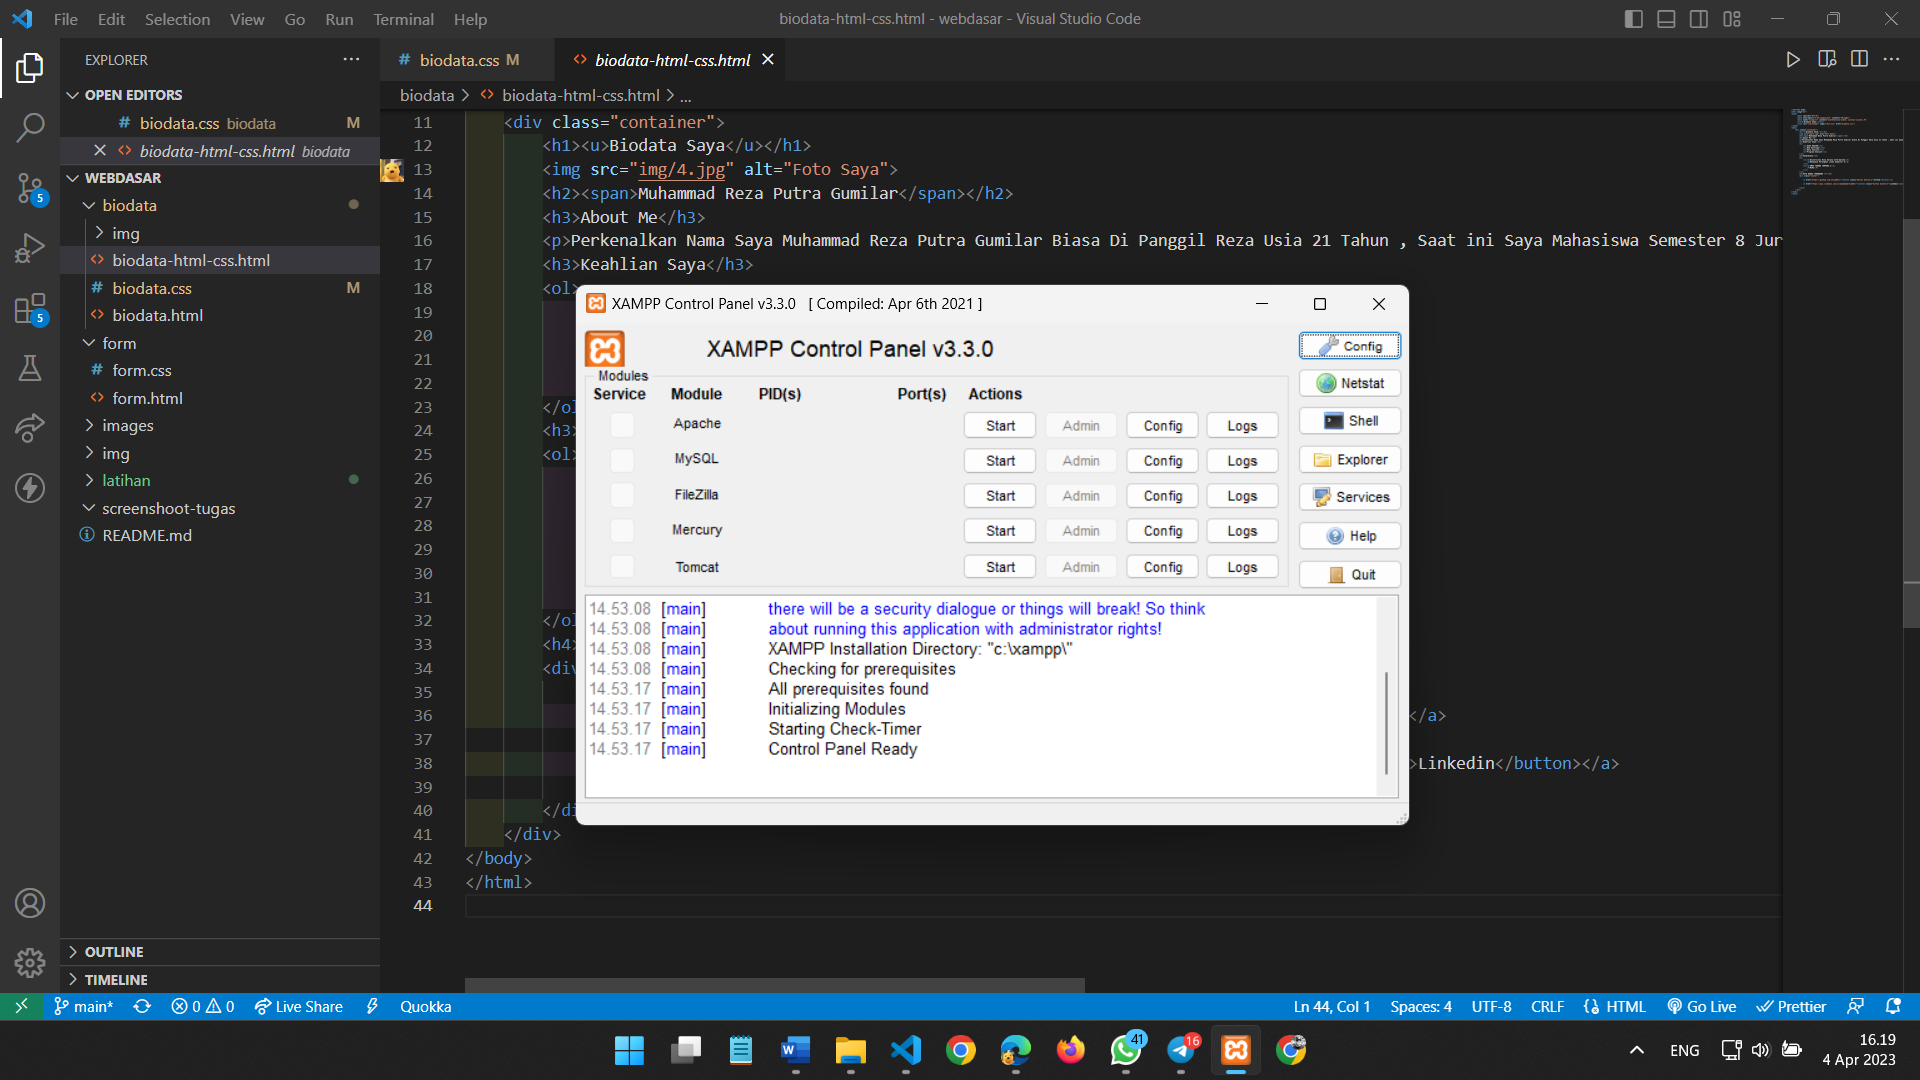 File Edit Selection View Go Run Terminal Help
biodata-html-css.html - webdasar - Visual Studio Code
EXPLORER
OPEN EDITORS
biodata.css biodata M
biodata-html-css.html biodata
WEBDASAR
biodata
img
biodata-html-css.html
biodata.css M
biodata.html
form
form.css
form.html
images
img
latihan
screenshoot-tugas
README.md
OUTLINE
TIMELINE
5
5
biodata.css M
biodata-html-css.html
biodata > biodata-html-css.html > ...
11 <div class="container">
12 <h1><u>Biodata Saya</u></h1>
13 <img src="img/4.jpg" alt="Foto Saya">
14 <h2><span>Muhammad Reza Putra Gumilar</span></h2>
15 <h3>About Me</h3>
16 <p>Perkenalkan Nama Saya Muhammad Reza Putra Gumilar Biasa Di Panggil Reza Usia 21 Tahun , Saat ini Saya Mahasiswa Semester 8 Jur
17 <h3>Keahlian Saya</h3>
18 <ol>
19
20
21
22
23 </ol
24 <h3
25 <ol
26
27
28
29
30
31
32 </ol
33 <h4
34 <div
35
36 </a>
37
38 >Linkedin</button></a>
39
40 </di
41 </div>
42 </body>
43 </html>
44
XAMPP Control Panel v3.3.0 [ Compiled: Apr 6th 2021 ]
XAMPP Control Panel v3.3.0
Modules
Service Module PID(s) Port(s) Actions
Apache Start Admin Config Logs
MySQL Start Admin Config Logs
FileZilla Start Admin Config Logs
Mercury Start Admin Config Logs
Tomcat Start Admin Config Logs
Config
Netstat
Shell
Explorer
Services
Help
Quit
14.53.08 [main] there will be a security dialogue or things will break! So think
14.53.08 [main] about running this application with administrator rights!
14.53.08 [main] XAMPP Installation Directory: "c:\xampp\"
14.53.08 [main] Checking for prerequisites
14.53.17 [main] All prerequisites found
14.53.17 [main] Initializing Modules
14.53.17 [main] Starting Check-Timer
14.53.17 [main] Control Panel Ready
main* 0 0 Live Share Quokka
Ln 44, Col 1 Spaces: 4 UTF-8 CRLF HTML Go Live Prettier
41
16
ENG
16.19
4 Apr 2023